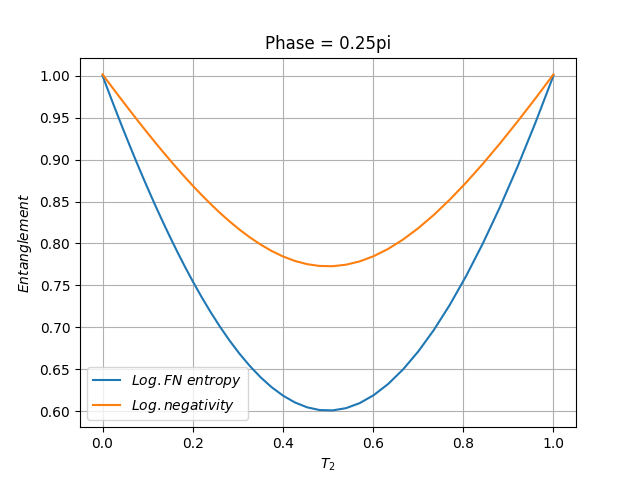 Phase = 0.25pi
1.00
0.95
0.90
0.85
0.80
0.75
0.70
0.65
0.60
Entanglement
Log. FN entropy
Log. negativity
0.0 0.2 0.4 0.6 0.8 1.0
T₂